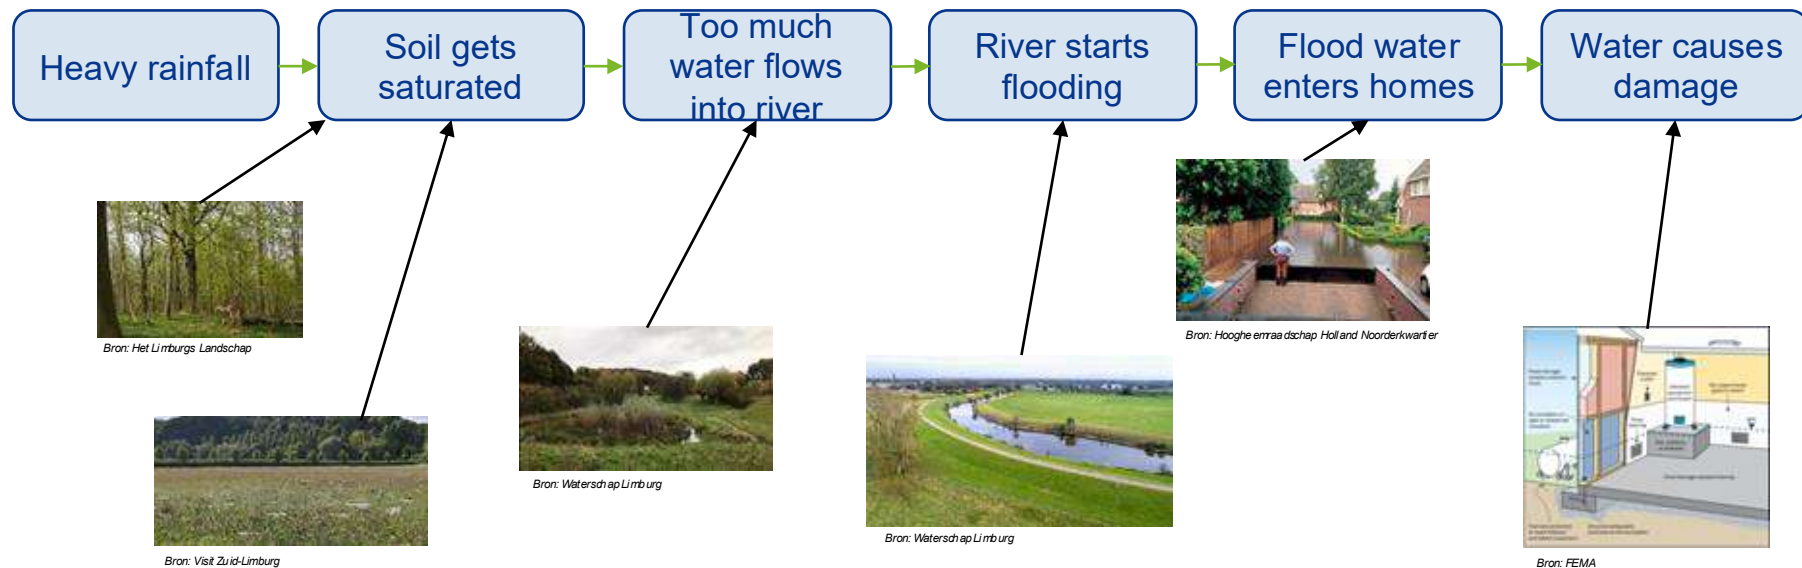 Heavy rainfall
Soil gets
saturated
Too much
water flows
into river
River starts
flooding
Flood water
enters homes
Water causes
damage
Bron: Het Limburgs Landschap
Bron: Visit Zuid-Limburg
Bron: Waterschap Limburg
Bron: Waterschap Limburg
Bron: Hoogheemraadschap Holland Noorderkwartier
Bron: FEMA